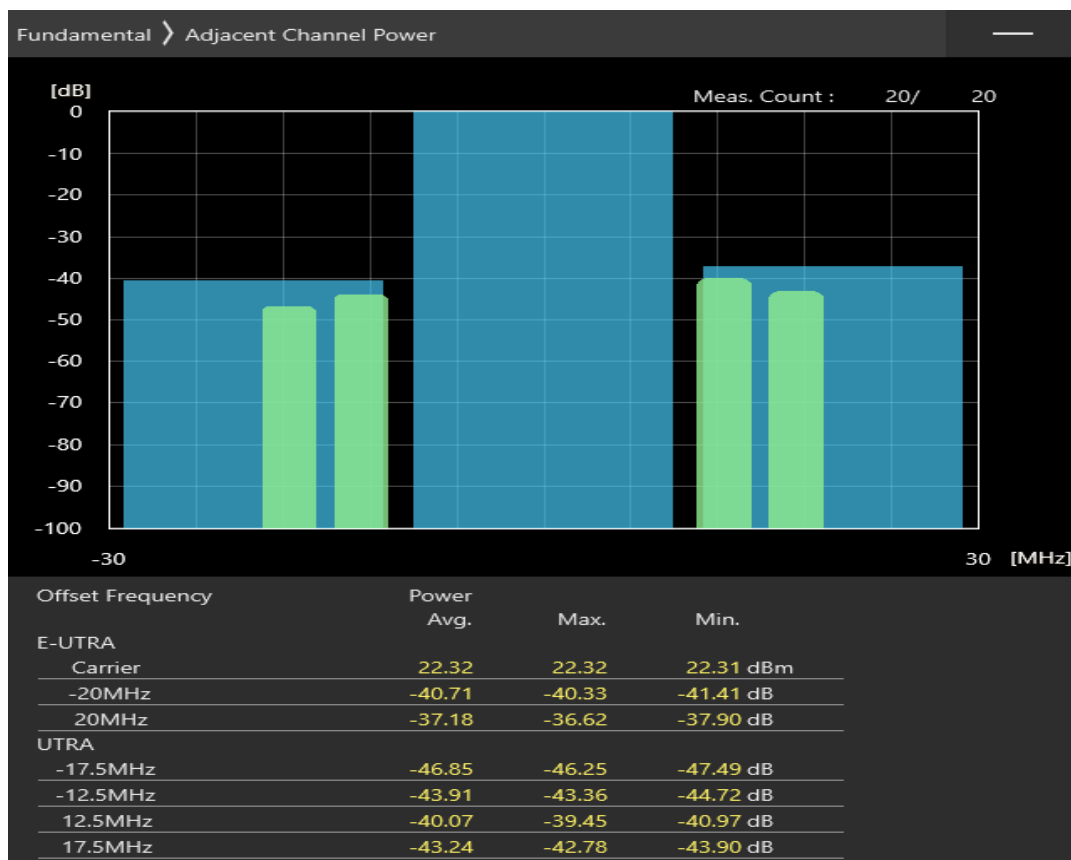 Fundamental ❯ Adjacent Channel Power
[dB]
Meas. Count : 20/ 20
0
-10
-20
-30
-40
-50
-60
-70
-80
-90
-100
-30 30 [MHz]
Offset Frequency Power
Avg. Max. Min.
E-UTRA
Carrier 22.32 22.32 22.31 dBm
-20MHz -40.71 -40.33 -41.41 dB
20MHz -37.18 -36.62 -37.90 dB
UTRA
-17.5MHz -46.85 -46.25 -47.49 dB
-12.5MHz -43.91 -43.36 -44.72 dB
12.5MHz -40.07 -39.45 -40.97 dB
17.5MHz -43.24 -42.78 -43.90 dB